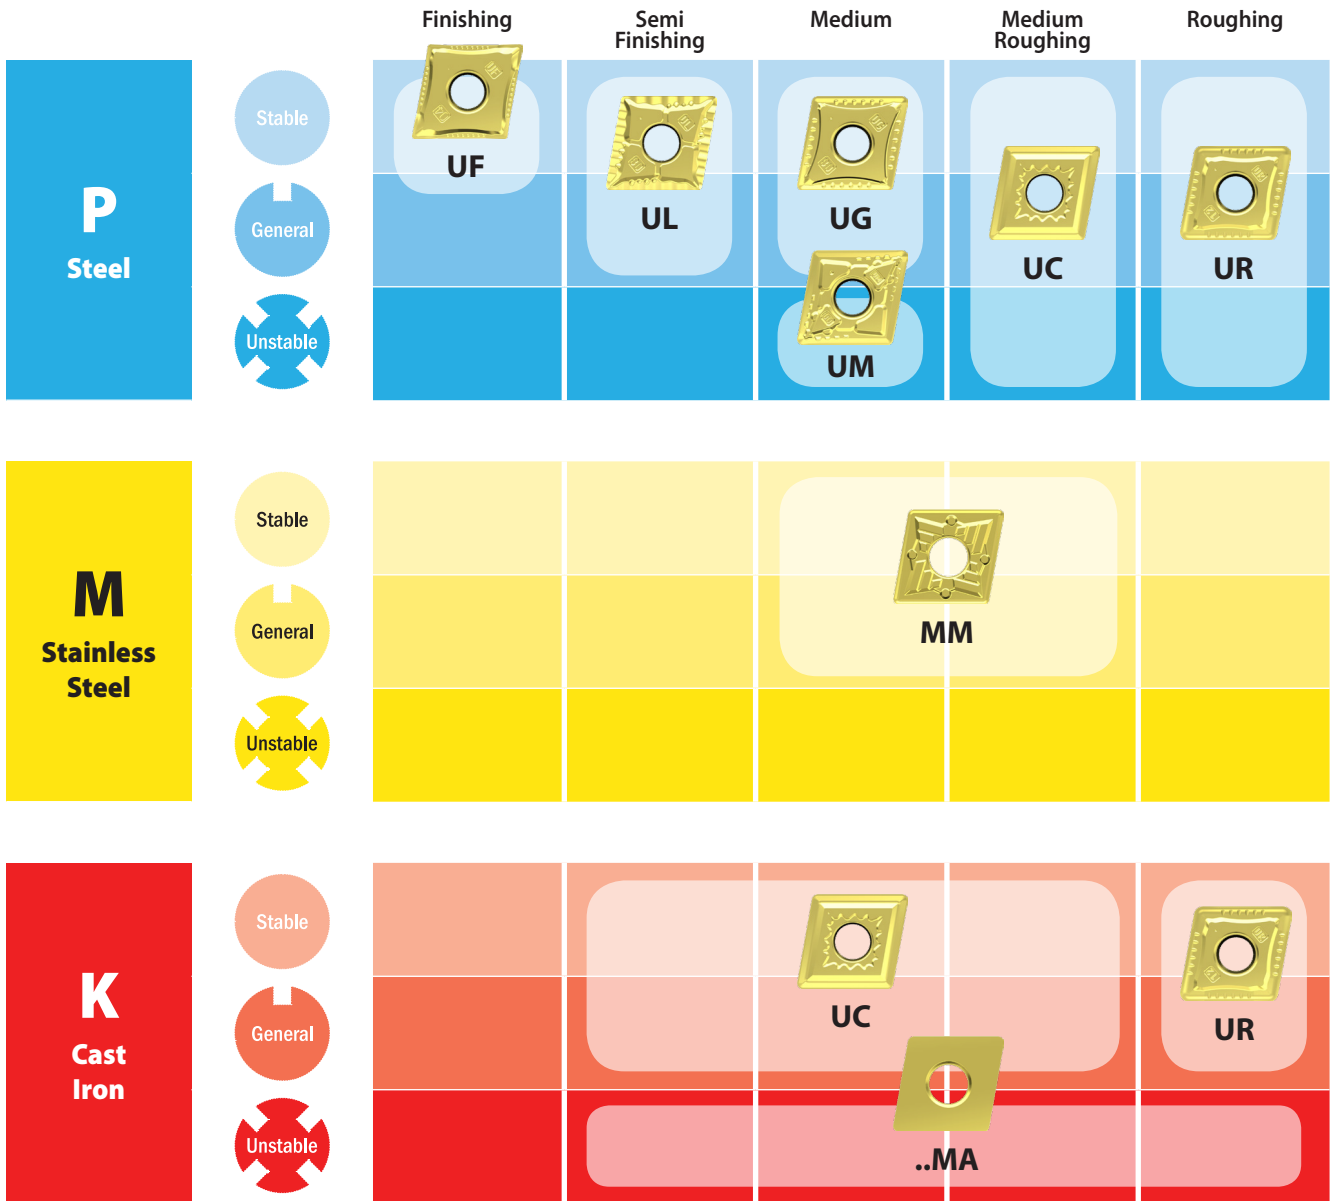 Finishing
Semi
Finishing
Medium
Medium
Roughing
Roughing
P
Steel
Stable
General
Unstable
UF
UL
UG
UM
UC
UR
M
Stainless
Steel
Stable
General
Unstable
MM
K
Cast
Iron
Stable
General
Unstable
UC
UR
..MA